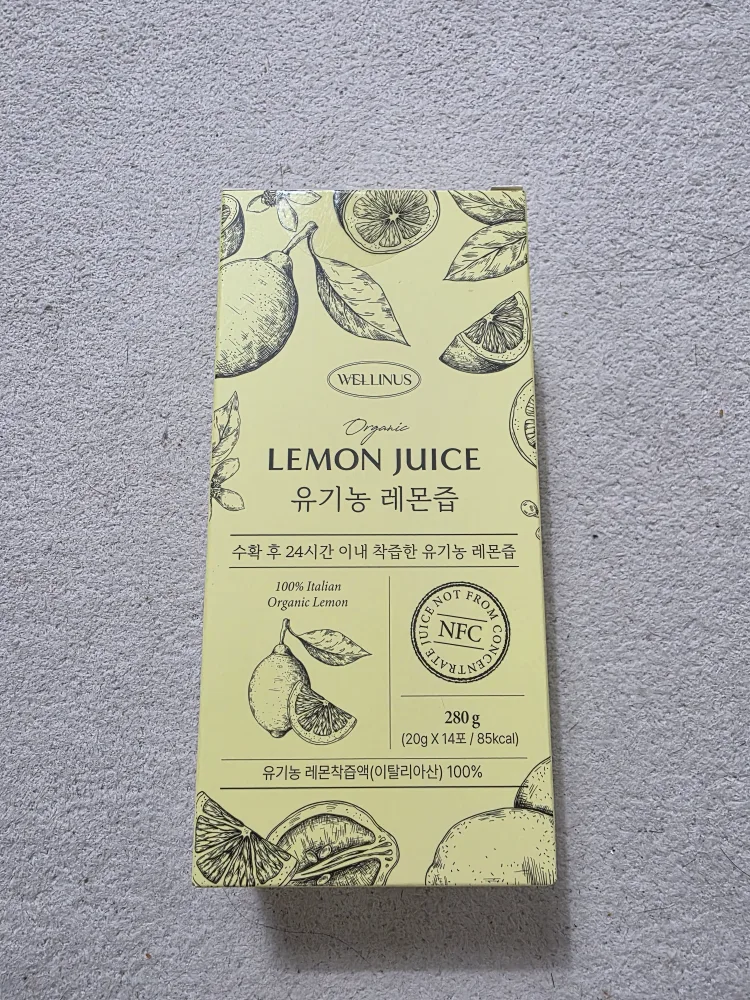 WELLINUS
Organic
LEMON JUICE
유기농 레몬즙
수확 후 24시간 이내 착즙한 유기농 레몬즙
100% Italian
Organic Lemon
NOT FROM CONCENTRATE JUICE
NFC
280 g
(20g X 14포 / 85kcal)
유기농 레몬착즙액(이탈리아산) 100%